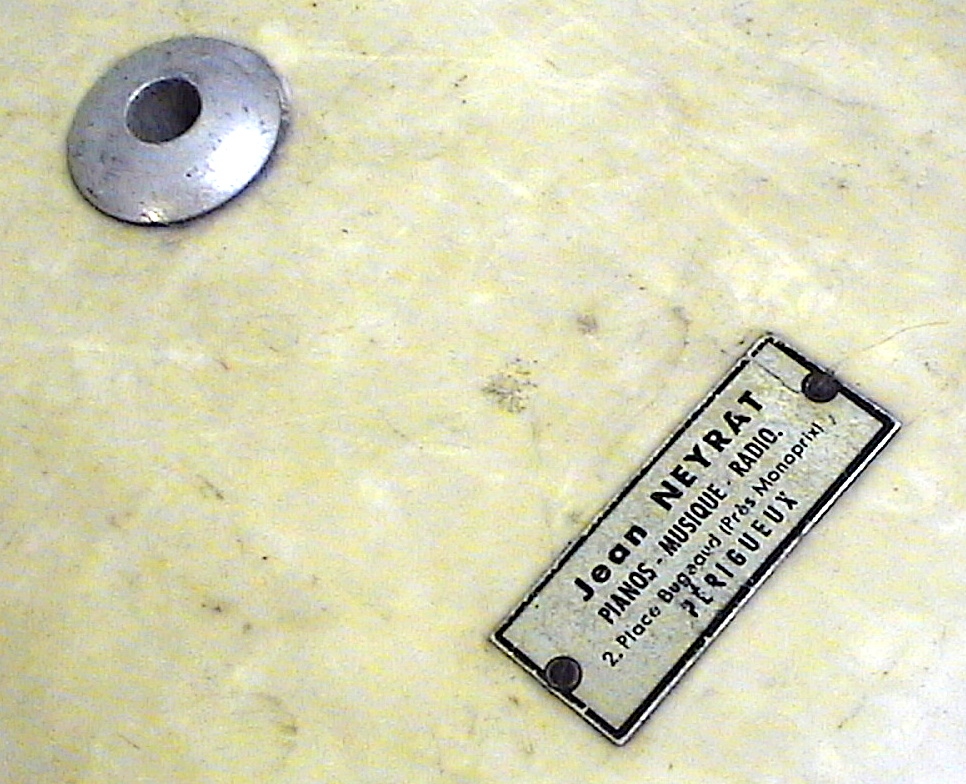 Jean NEYRAT
PIANOS - MUSIQUE - RADIO.
2. Place Bugeaud (Près Monoprix)
PÉRIGUEUX